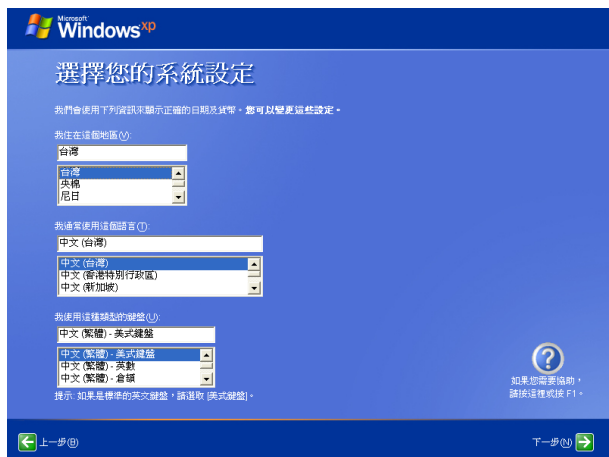 Microsoft
Windows xp
選擇您的系統設定
我們會使用下列資訊來顯示正確的日期及貨幣。您可以變更這些設定。
我住在這個地區(V):
台灣
台灣
央棉
尼日
我通常使用這個語言(T):
中文 (台灣)
中文 (台灣)
中文 (香港特別行政區)
中文 (新加坡)
我使用這種類型的鍵盤(U):
中文 (繁體) - 美式鍵盤
中文 (繁體) - 美式鍵盤
中文 (繁體) - 英數
中文 (繁體) - 倉頡
提示: 如果是標準的英文鍵盤，請選取 [美式鍵盤]。
如果您需要協助，
請按這裡或按 F1。
上一步(B)
下一步(N)